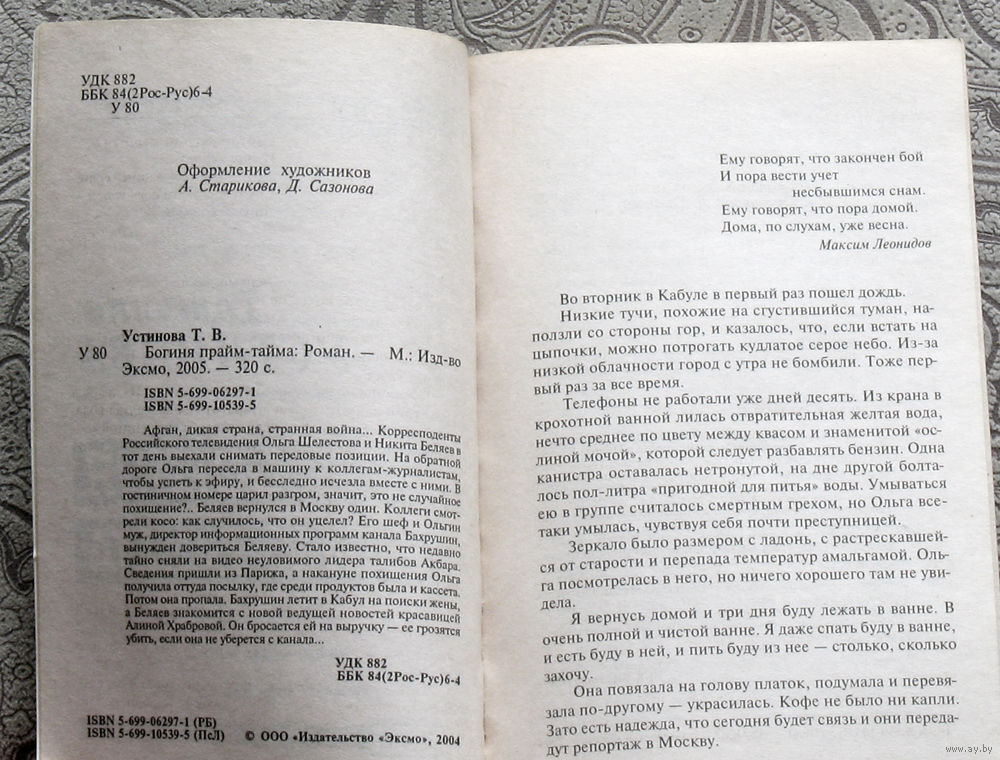 УДК 882
ББК 84(2Рос-Рус)6-4
У 80
Оформление художников
А. Старикова, Д. Сазонова
Устинова Т. В.
У 80 Богиня прайм-тайма: Роман. — М.: Изд-во
Эксмо, 2005. — 320 с.
ISBN 5-699-06297-1
ISBN 5-699-10539-5
Афган, дикая страна, странная война... Корреспонденты
Российского телевидения Ольга Шелестова и Никита Беляев в
тот день выехали снимать передовые позиции. На обратной
дороге Ольга пересела в машину к коллегам-журналистам,
чтобы успеть к эфиру, и бесследно исчезла вместе с ними. В
гостиничном номере царил разгром, значит, это не случайное
похищение?.. Беляев вернулся в Москву один. Коллеги смот-
рели косо: как случилось, что он уцелел? Его шеф и Ольгин
муж, директор информационных программ канала Бахрушин,
вынужден довериться Беляеву. Стало известно, что недавно
тайно сняли на видео неуловимого лидера талибов Акбара.
Сведения пришли из Парижа, а накануне похищения Ольга
получила оттуда посылку, где среди продуктов была и кассета.
Потом она пропала. Бахрушин летит в Кабул на поиски жены,
а Беляев знакомится с новой ведущей новостей красавицей
Алиной Храбровой. Он бросается ей на выручку — ее грозятся
убить, если она не уберется с канала...
УДК 882
ББК 84(2Рос-Рус)6-4
ISBN 5-699-06297-1 (РБ)
ISBN 5-699-10539-5 (ПсЛ) © ООО «Издательство «Эксмо», 2004
Ему говорят, что закончен бой
И пора вести учет
несбывшимся снам.
Ему говорят, что пора домой.
Дома, по слухам, уже весна.
Максим Леонидов
Во вторник в Кабуле в первый раз пошел дождь.
Низкие тучи, похожие на сгустившийся туман, на-
ползли со стороны гор, и казалось, что, если встать на
цыпочки, можно потрогать кудлатое серое небо. Из-за
низкой облачности город с утра не бомбили. Тоже пер-
вый раз за все время.
Телефоны не работали уже дней десять. Из крана в
крохотной ванной лилась отвратительная желтая вода,
нечто среднее по цвету между квасом и знаменитой «ос-
линой мочой», которой следует разбавлять бензин. Одна
канистра оставалась нетронутой, на дне другой болта-
лось пол-литра «пригодной для питья» воды. Умываться
ею в группе считалось смертным грехом, но Ольга все-
таки умылась, чувствуя себя почти преступницей.
Зеркало было размером с ладонь, с растрескавшей-
ся от старости и перепада температур амальгамой. Оль-
га посмотрелась в него, но ничего хорошего там не уви-
дела.
Я вернусь домой и три дня буду лежать в ванне. В
очень полной и чистой ванне. Я даже спать буду в ванне,
и есть буду в ней, и пить буду из нее — столько, сколько
захочу.
Она повязала на голову платок, подумала и перевя-
зала по-другому — украсилась. Кофе не было ни капли.
Зато есть надежда, что сегодня будет связь и они переда-
дут репортаж в Москву.
www.ay.by